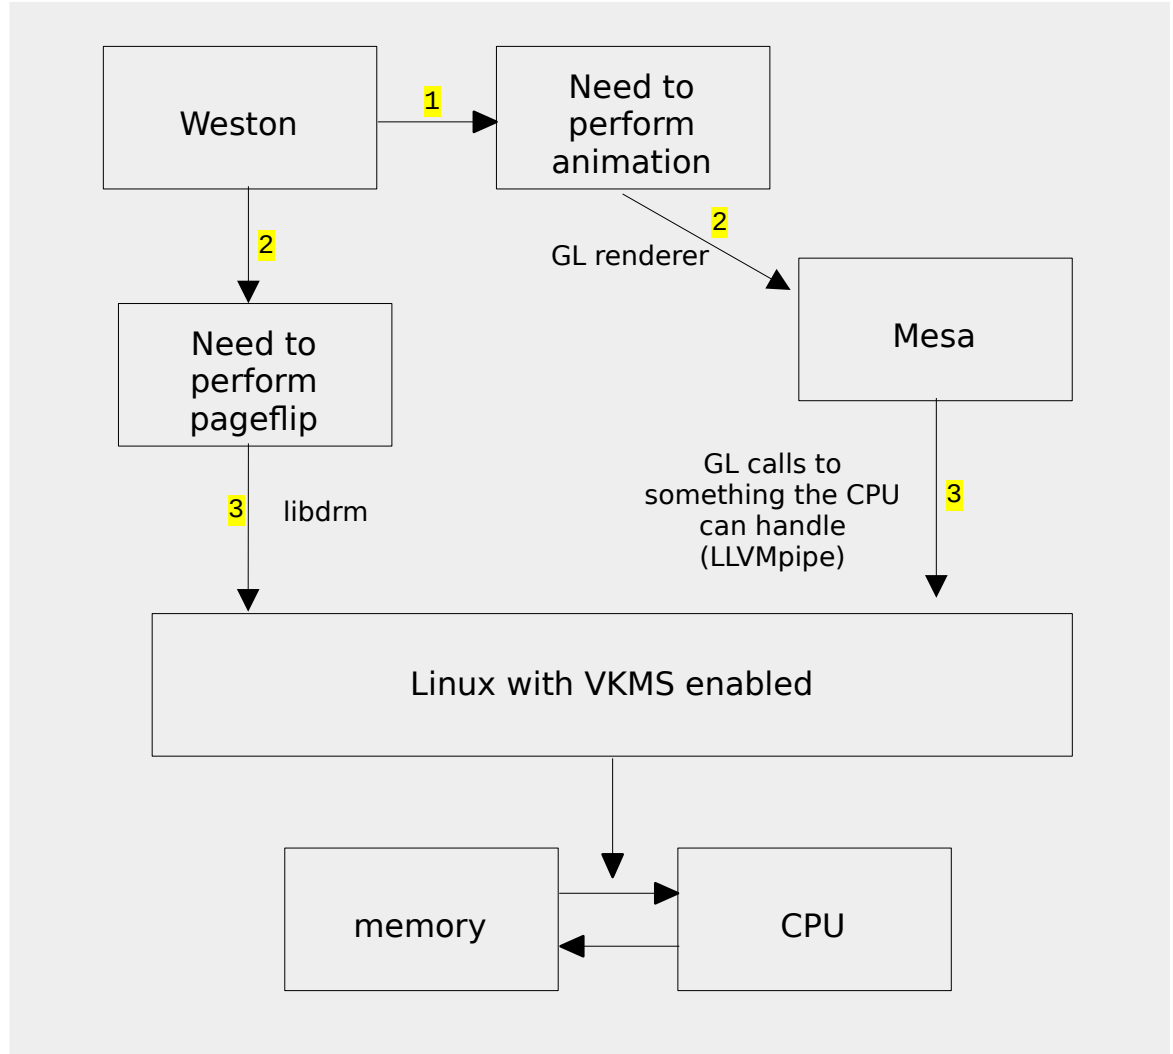 Weston
1
Need to
perform
animation
2
GL renderer
2
Mesa
Need to
perform
pageflip
3
libdrm
GL calls to
something the CPU
can handle
(LLVMpipe)
3
Linux with VKMS enabled
memory
CPU